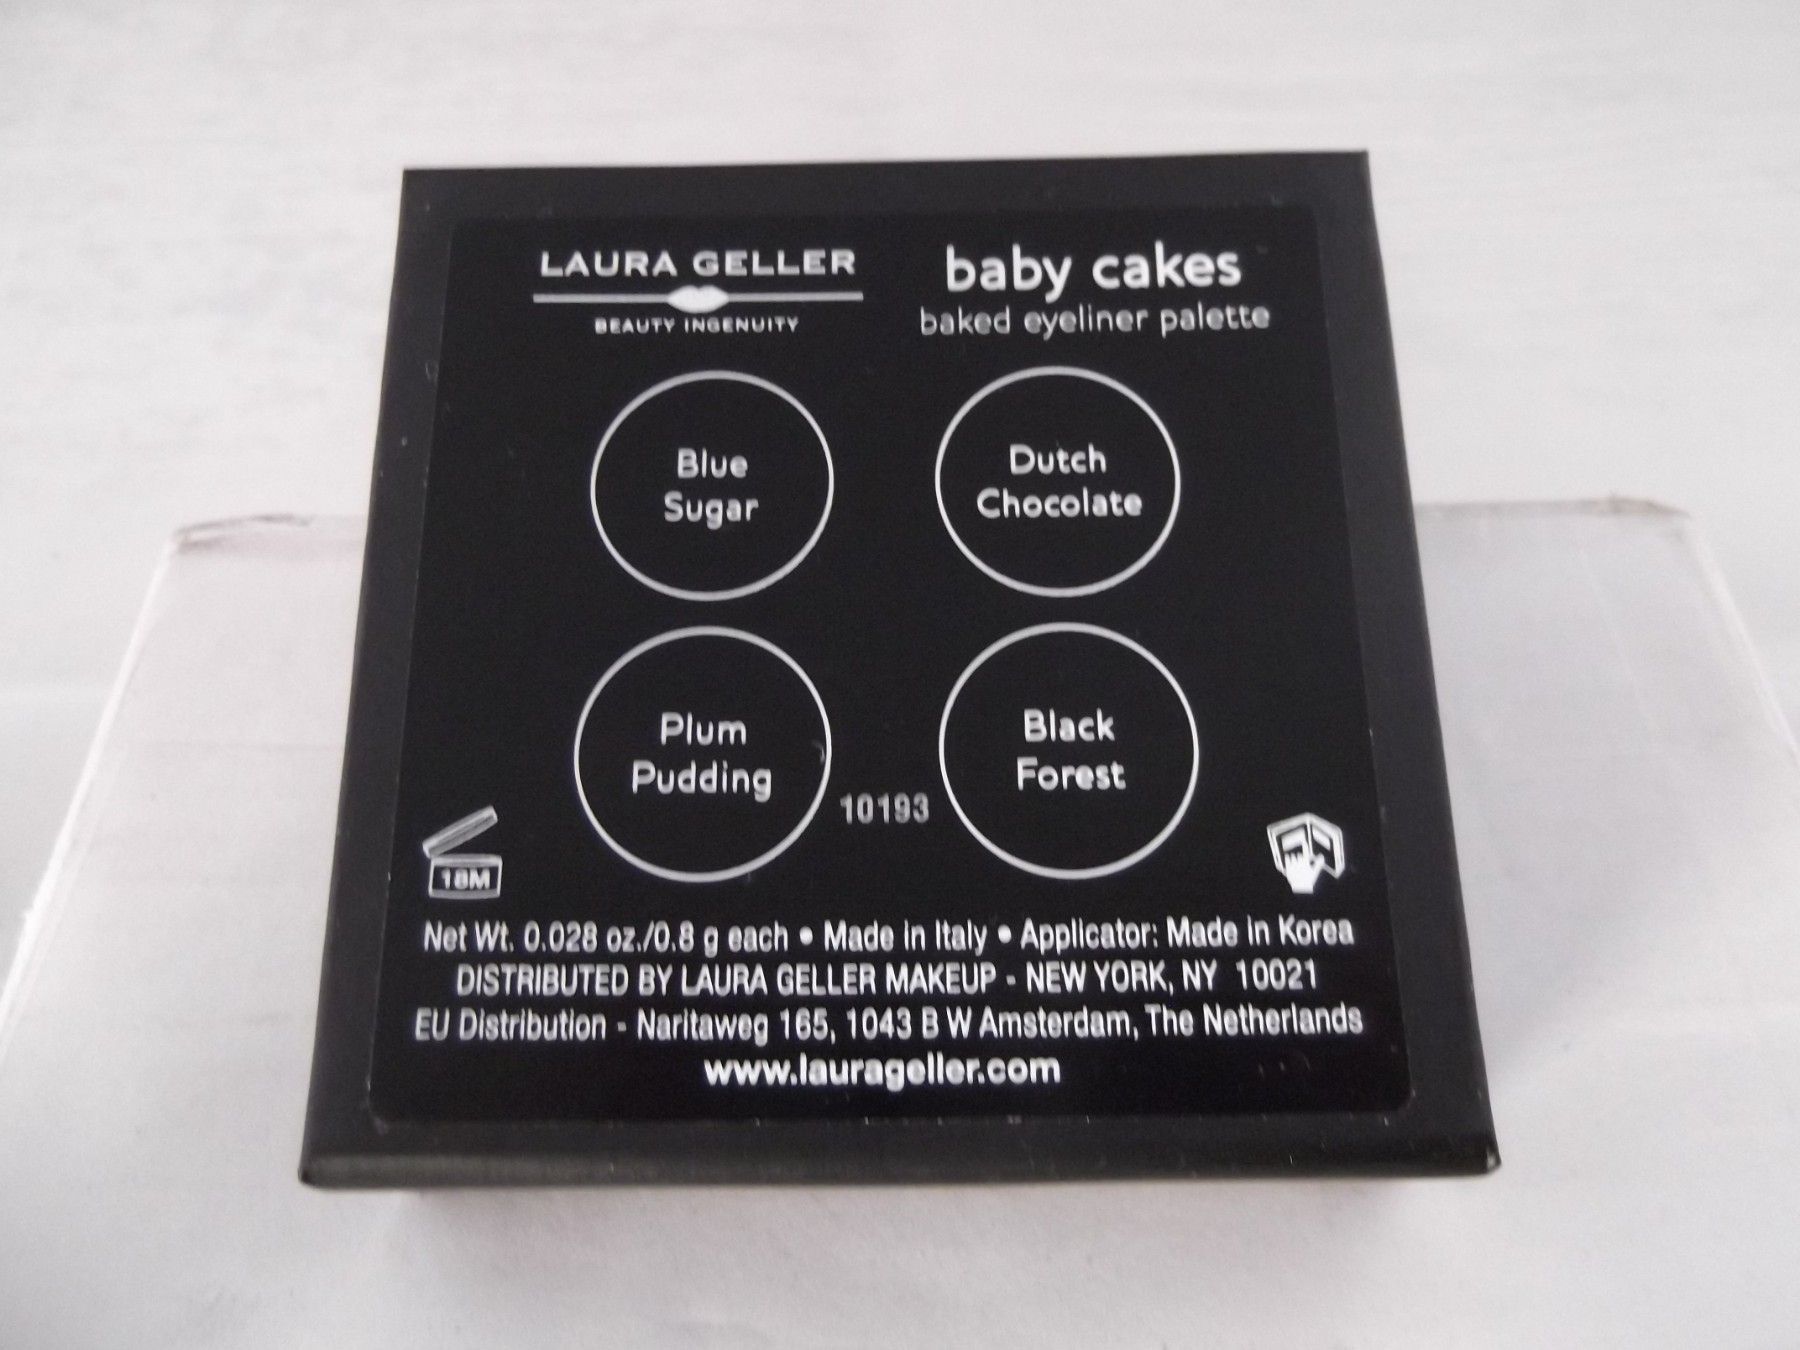 LAURA GELLER
BEAUTY INGENUITY
baby cakes
baked eyeliner palette
Blue
Sugar
Dutch
Chocolate
Plum
Pudding
Black
Forest
10193
18M
Net Wt. 0.028 oz./0.8 g each • Made in Italy • Applicator: Made in Korea
DISTRIBUTED BY LAURA GELLER MAKEUP - NEW YORK, NY 10021
EU Distribution - Naritaweg 165, 1043 B W Amsterdam, The Netherlands
www.laurageller.com